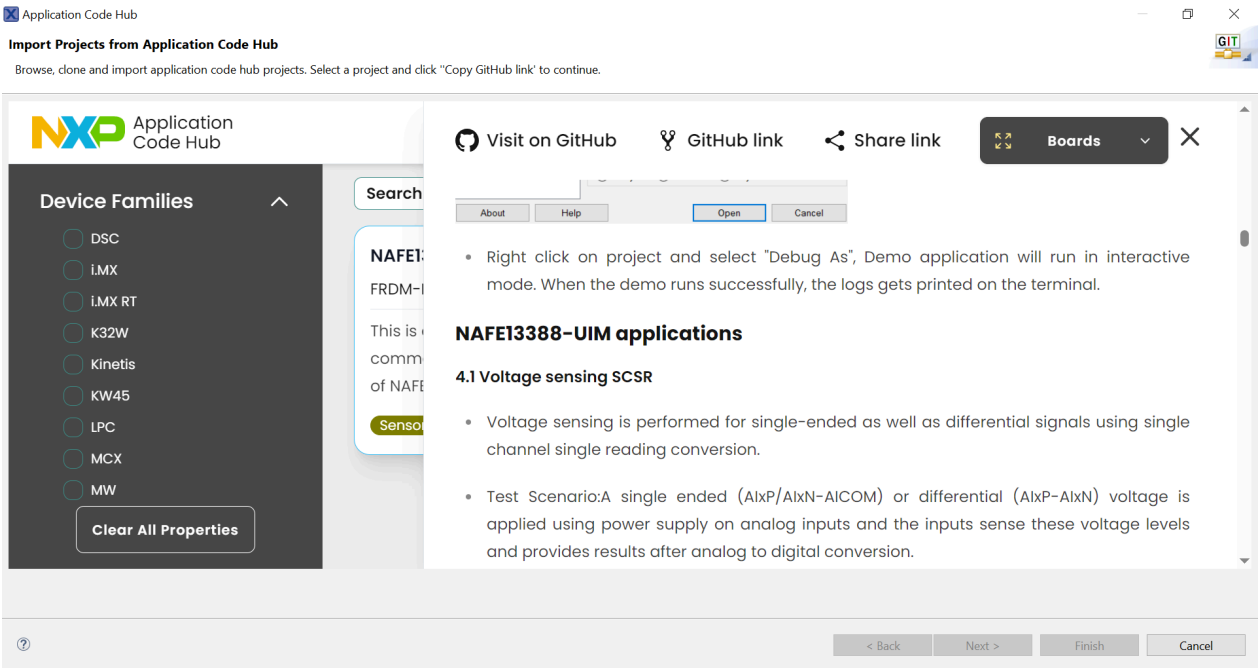 Application Code Hub
Import Projects from Application Code Hub
Browse, clone and import application code hub projects. Select a project and click "Copy GitHub link' to continue.
GIT
NXP Application
Code Hub
Device Families
DSC
i.MX
i.MX RT
K32W
Kinetis
KW45
LPC
MCX
MW
Clear All Properties
Search
NAFE13
FRDM-
This is
comm
of NAFE
Senso
Visit on GitHub
GitHub link
Share link
Boards
About
Help
Open
Cancel
• Right click on project and select "Debug As", Demo application will run in interactive
mode. When the demo runs successfully, the logs gets printed on the terminal.
NAFE13388-UIM applications
4.1 Voltage sensing SCSR
• Voltage sensing is performed for single-ended as well as differential signals using single
channel single reading conversion.
• Test Scenario:A single ended (AIxP/AIxN-AICOM) or differential (AIxP-AIxN) voltage is
applied using power supply on analog inputs and the inputs sense these voltage levels
and provides results after analog to digital conversion.
?
< Back
Next >
Finish
Cancel